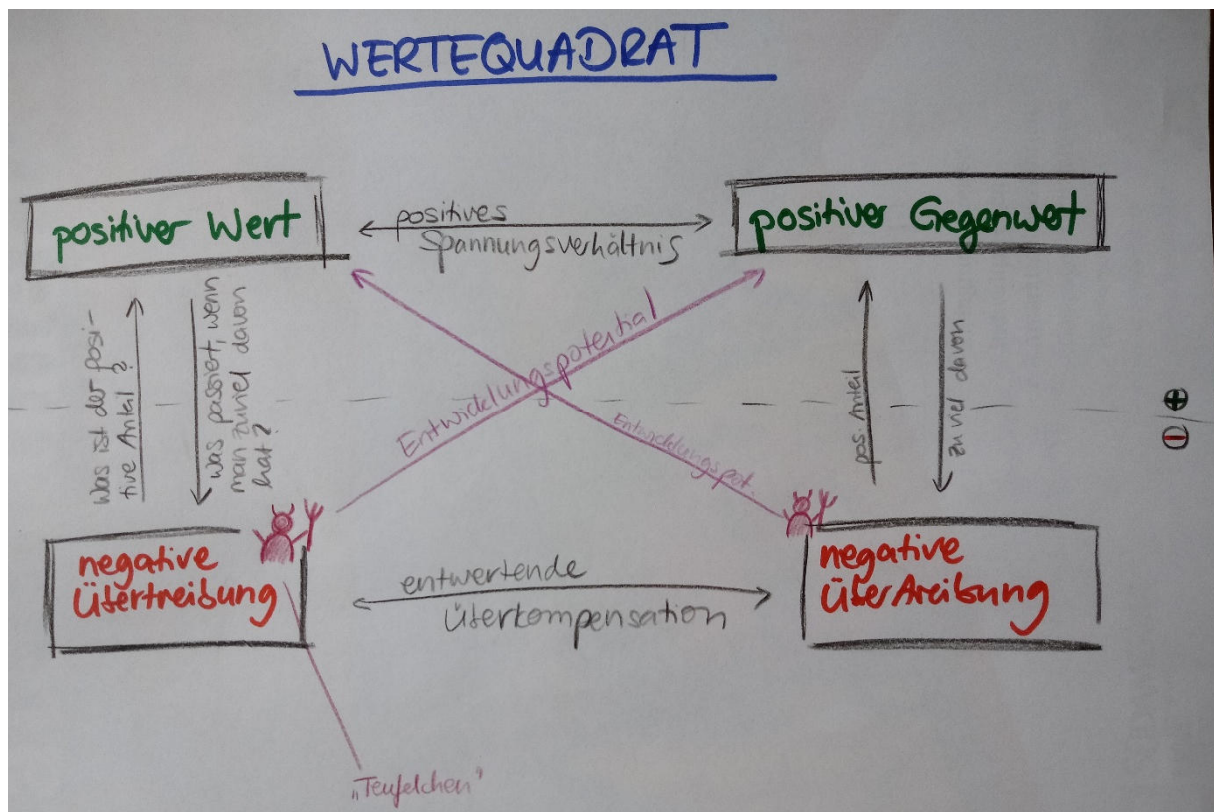 WERTEQUADRAT
positiver Wert
positives
Spannungsverhältnis
positiver Gegenwert
Was ist der posi-
tive Anteil?
was passiert, wenn
man zuviel davon
hat?
Entwicklungspotential
Entwicklungspot.
pos. Anteil
zu viel davon
⊖/⊕
negative
Übertreibung
entwertende
Überkompensation
negative
Übertreibung
„Teufelchen"